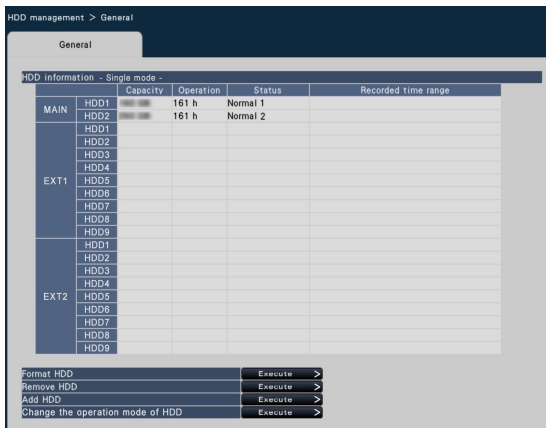 HDD management > General
General
HDD information - Single mode -
Capacity Operation Status Recorded time range
MAIN HDD1 161 h Normal 1
HDD2 161 h Normal 2
EXT1 HDD1
HDD2
HDD3
HDD4
HDD5
HDD6
HDD7
HDD8
HDD9
EXT2 HDD1
HDD2
HDD3
HDD4
HDD5
HDD6
HDD7
HDD8
HDD9
Format HDD Execute >
Remove HDD Execute >
Add HDD Execute >
Change the operation mode of HDD Execute >